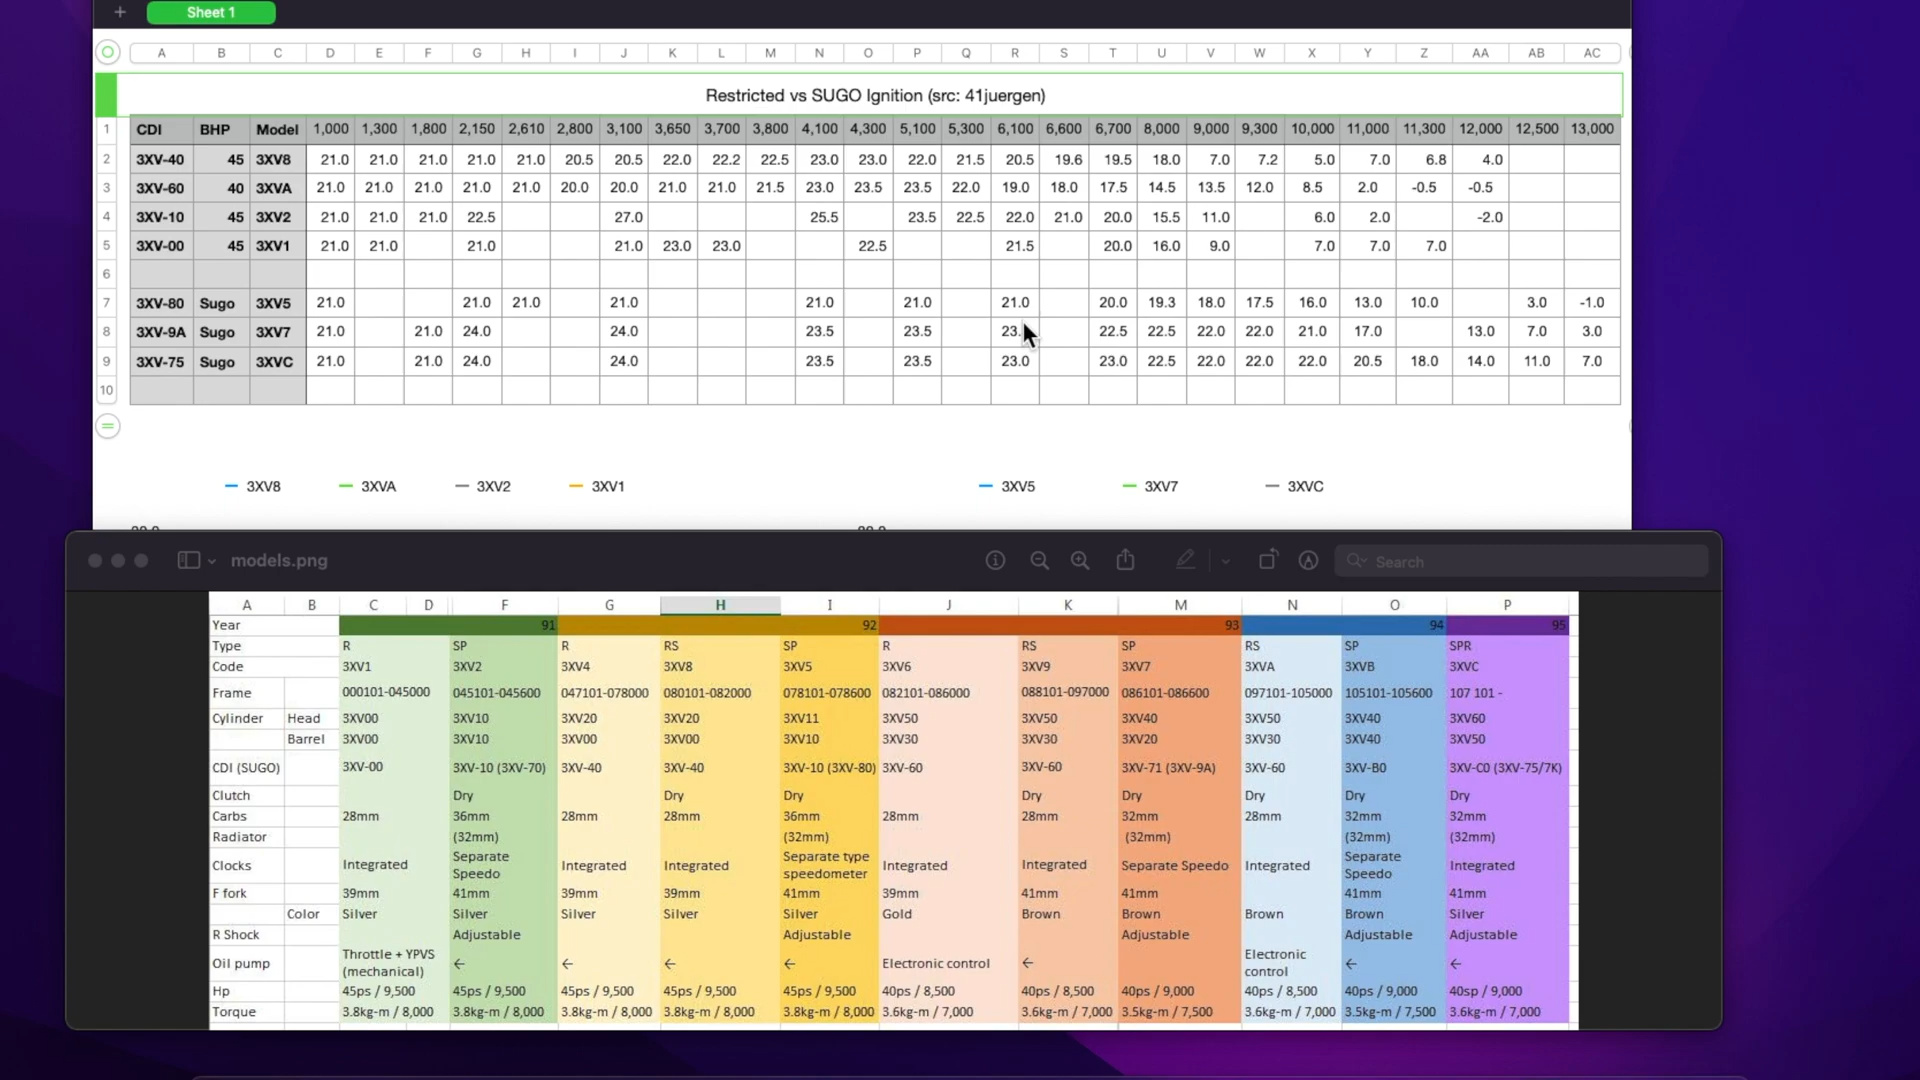 + Sheet 1
A B C D E F G H I J K L M N O P Q R S T U V W X Y Z AA AB AC
Restricted vs SUGO Ignition (src: 41juergen)
1 CDI BHP Model 1,000 1,300 1,800 2,150 2,610 2,800 3,100 3,650 3,700 3,800 4,100 4,300 5,100 5,300 6,100 6,600 6,700 8,000 9,000 9,300 10,000 11,000 11,300 12,000 12,500 13,000
2 3XV-40 45 3XV8 21.0 21.0 21.0 21.0 21.0 20.5 20.5 22.0 22.2 22.5 23.0 23.0 22.0 21.5 20.5 19.6 19.5 18.0 7.0 7.2 5.0 7.0 6.8 4.0
3 3XV-60 40 3XVA 21.0 21.0 21.0 21.0 21.0 20.0 20.0 21.0 21.0 21.5 23.0 23.5 23.5 22.0 19.0 18.0 17.5 14.5 13.5 12.0 8.5 2.0 -0.5 -0.5
4 3XV-10 45 3XV2 21.0 21.0 21.0 22.5 27.0 25.5 23.5 22.5 22.0 21.0 20.0 15.5 11.0 6.0 2.0 -2.0
5 3XV-00 45 3XV1 21.0 21.0 21.0 21.0 23.0 23.0 22.5 21.5 20.0 16.0 9.0 7.0 7.0 7.0
6
7 3XV-80 Sugo 3XV5 21.0 21.0 21.0 21.0 21.0 21.0 21.0 20.0 19.3 18.0 17.5 16.0 13.0 10.0 3.0 -1.0
8 3XV-9A Sugo 3XV7 21.0 21.0 24.0 24.0 23.5 23.5 23. 22.5 22.5 22.0 22.0 21.0 17.0 13.0 7.0 3.0
9 3XV-75 Sugo 3XVC 21.0 21.0 24.0 24.0 23.5 23.5 23.0 23.0 22.5 22.0 22.0 22.0 20.5 18.0 14.0 11.0 7.0
10
3XV8 3XVA 3XV2 3XV1 3XV5 3XV7 3XVC
models.png Search
A B C D F G H I J K M N O P
Year 91 92 93 94 95
Type R SP R RS SP R RS SP RS SP SPR
Code 3XV1 3XV2 3XV4 3XV8 3XV5 3XV6 3XV9 3XV7 3XVA 3XVB 3XVC
Frame 000101-045000 045101-045600 047101-078000 080101-082000 078101-078600 082101-086000 088101-097000 086101-086600 097101-105000 105101-105600 107 101 -
Cylinder Head 3XV00 3XV10 3XV20 3XV20 3XV11 3XV50 3XV50 3XV40 3XV50 3XV40 3XV60
Barrel 3XV00 3XV10 3XV00 3XV00 3XV10 3XV30 3XV30 3XV20 3XV30 3XV40 3XV50
CDI (SUGO) 3XV-00 3XV-10 (3XV-70) 3XV-40 3XV-40 3XV-10 (3XV-80) 3XV-60 3XV-60 3XV-71 (3XV-9A) 3XV-60 3XV-B0 3XV-C0 (3XV-75/7K)
Clutch Dry Dry Dry Dry Dry Dry Dry Dry
Carbs 28mm 36mm 28mm 28mm 36mm 28mm 28mm 32mm 28mm 32mm 32mm
Radiator (32mm) (32mm) (32mm) (32mm) (32mm)
Clocks Integrated Separate Speedo Integrated Integrated Separate type speedometer Integrated Integrated Separate Speedo Integrated Separate Speedo Integrated
F fork 39mm 41mm 39mm 39mm 41mm 39mm 41mm 41mm 41mm 41mm
Color Silver Silver Silver Silver Silver Gold Brown Brown Brown Brown Silver
R Shock Adjustable Adjustable Adjustable Adjustable Adjustable
Oil pump Throttle + YPVS (mechanical) ← ← ← ← Electronic control ← Electronic control ← ←
Hp 45ps / 9,500 45ps / 9,500 45ps / 9,500 45ps / 9,500 45ps / 9,500 40ps / 8,500 40ps / 8,500 40ps / 9,000 40ps / 8,500 40ps / 9,000 40sp / 9,000
Torque 3.8kg-m / 8,000 3.8kg-m / 8,000 3.8kg-m / 8,000 3.8kg-m / 8,000 3.8kg-m / 8,000 3.6kg-m / 7,000 3.6kg-m / 7,000 3.5kg-m / 7,500 3.6kg-m / 7,000 3.5kg-m / 7,500 3.6kg-m / 7,000